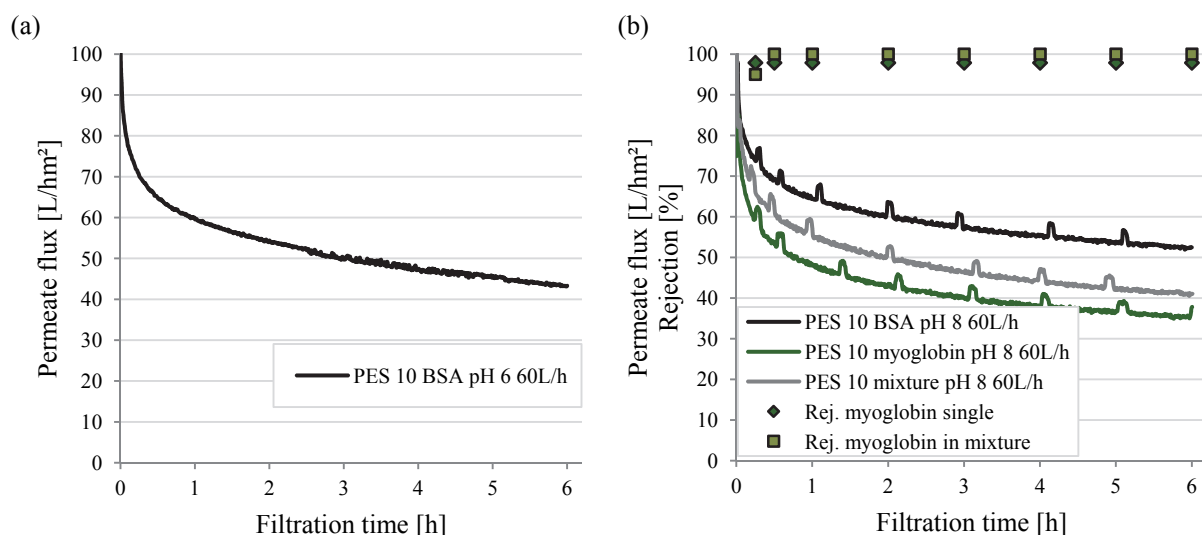 (a)
Permeate flux [L/hm²]
100
90
80
70
60
50
40
30
20
10
0
PES 10 BSA pH 6 60L/h
0 1 2 3 4 5 6
Filtration time [h]
(b)
Permeate flux [L/hm²]
Rejection [%]
100
90
80
70
60
50
40
30
20
10
0
PES 10 BSA pH 8 60L/h
PES 10 myoglobin pH 8 60L/h
PES 10 mixture pH 8 60L/h
Rej. myoglobin single
Rej. myoglobin in mixture
0 1 2 3 4 5 6
Filtration time [h]